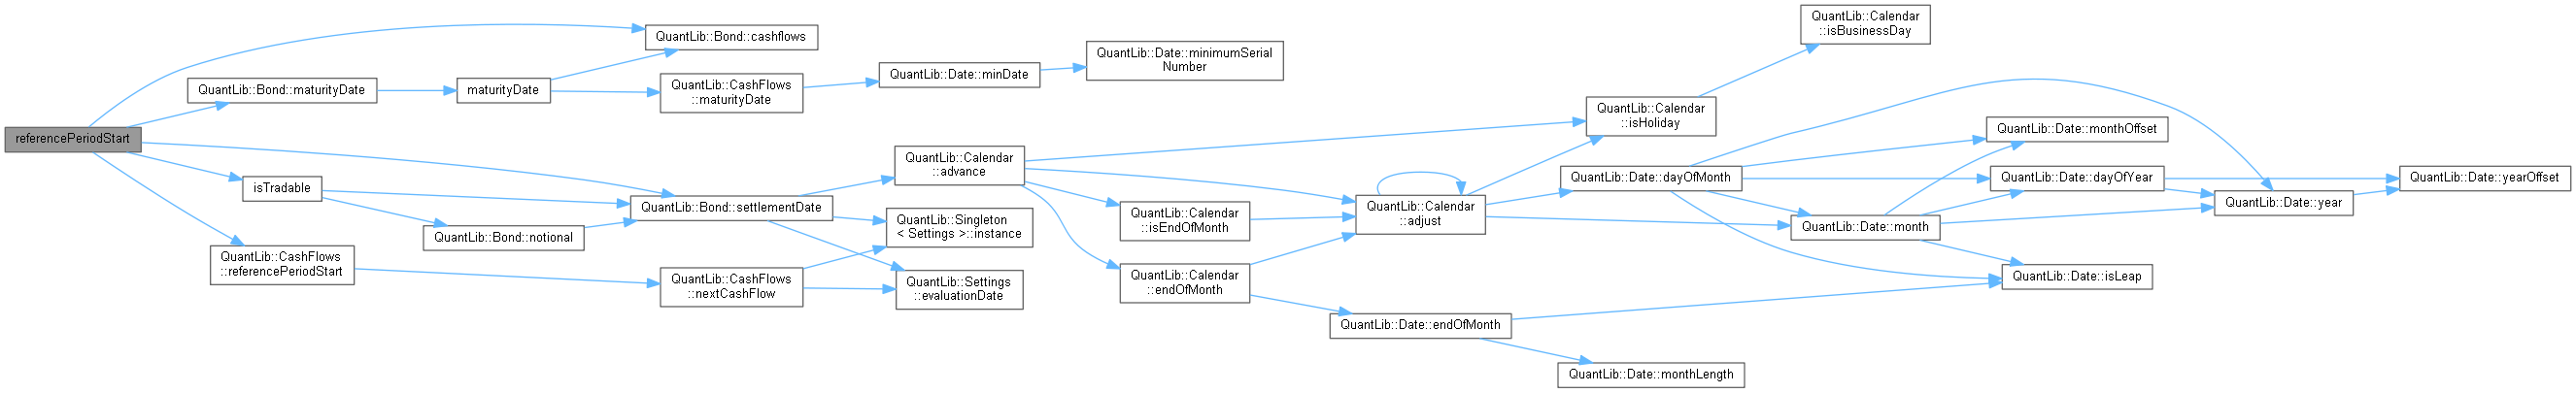 referencePeriodStart
QuantLib::Bond::cashflows
QuantLib::Bond::maturityDate
maturityDate
QuantLib::CashFlows
::maturityDate
QuantLib::Date::minDate
QuantLib::Date::minimumSerial
Number
isTradable
QuantLib::Bond::notional
QuantLib::Bond::settlementDate
QuantLib::CashFlows
::referencePeriodStart
QuantLib::CashFlows
::nextCashFlow
QuantLib::Calendar
::advance
QuantLib::Singleton
< Settings >::instance
QuantLib::Settings
::evaluationDate
QuantLib::Calendar
::isEndOfMonth
QuantLib::Calendar
::endOfMonth
QuantLib::Calendar
::adjust
QuantLib::Date::endOfMonth
QuantLib::Calendar
::isHoliday
QuantLib::Calendar
::isBusinessDay
QuantLib::Date::dayOfMonth
QuantLib::Date::monthLength
QuantLib::Date::month
QuantLib::Date::monthOffset
QuantLib::Date::dayOfYear
QuantLib::Date::isLeap
QuantLib::Date::year
QuantLib::Date::yearOffset